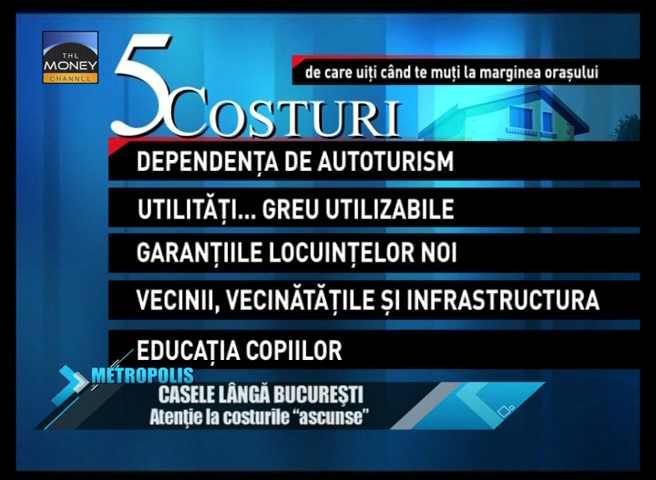 THE
MONEY
CHANNEL
5 COSTURI
de care uiți când te muți la marginea orașului
DEPENDENȚA DE AUTOTURISM
UTILITĂȚI... GREU UTILIZABILE
GARANȚIILE LOCUINȚELOR NOI
VECINII, VECINĂTĂȚILE ȘI INFRASTRUCTURA
EDUCAȚIA COPIILOR
METROPOLIS
CASELE LÂNGĂ BUCUREȘTI
Atenţie la costurile “ascunse”